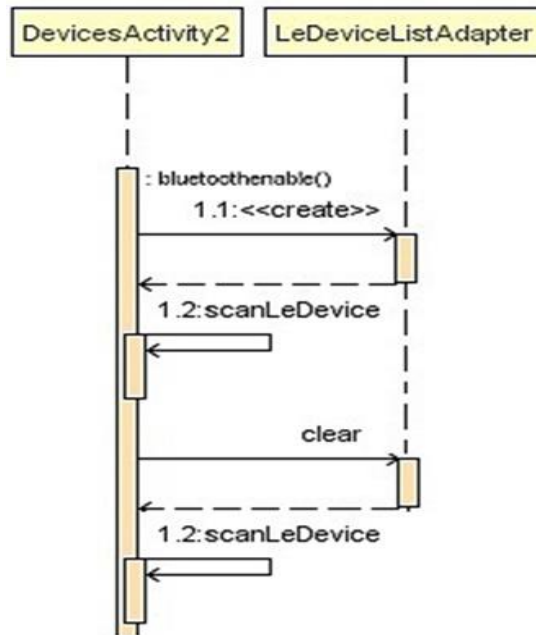 DevicesActivity2
LeDeviceListAdapter
: bluetoothenable()
1.1:<<create>>
1.2:scanLeDevice
clear
1.2:scanLeDevice